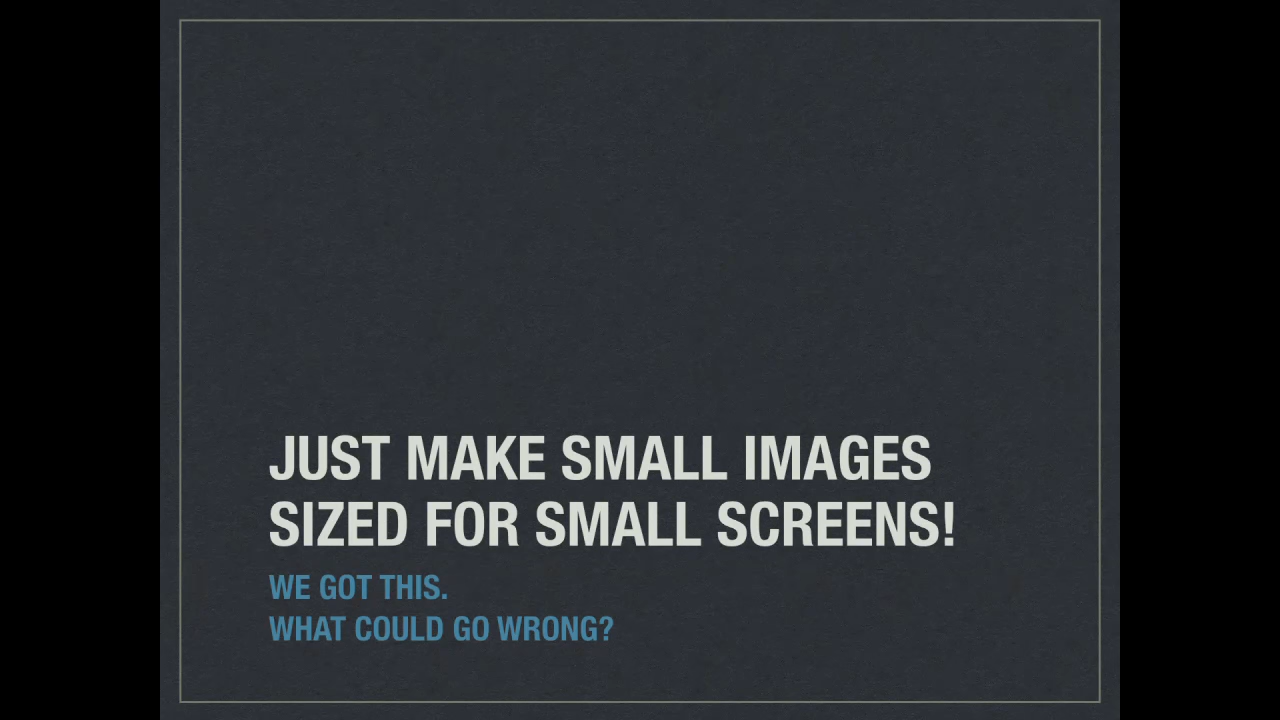 JUST MAKE SMALL IMAGES
SIZED FOR SMALL SCREENS!
WE GOT THIS.
WHAT COULD GO WRONG?